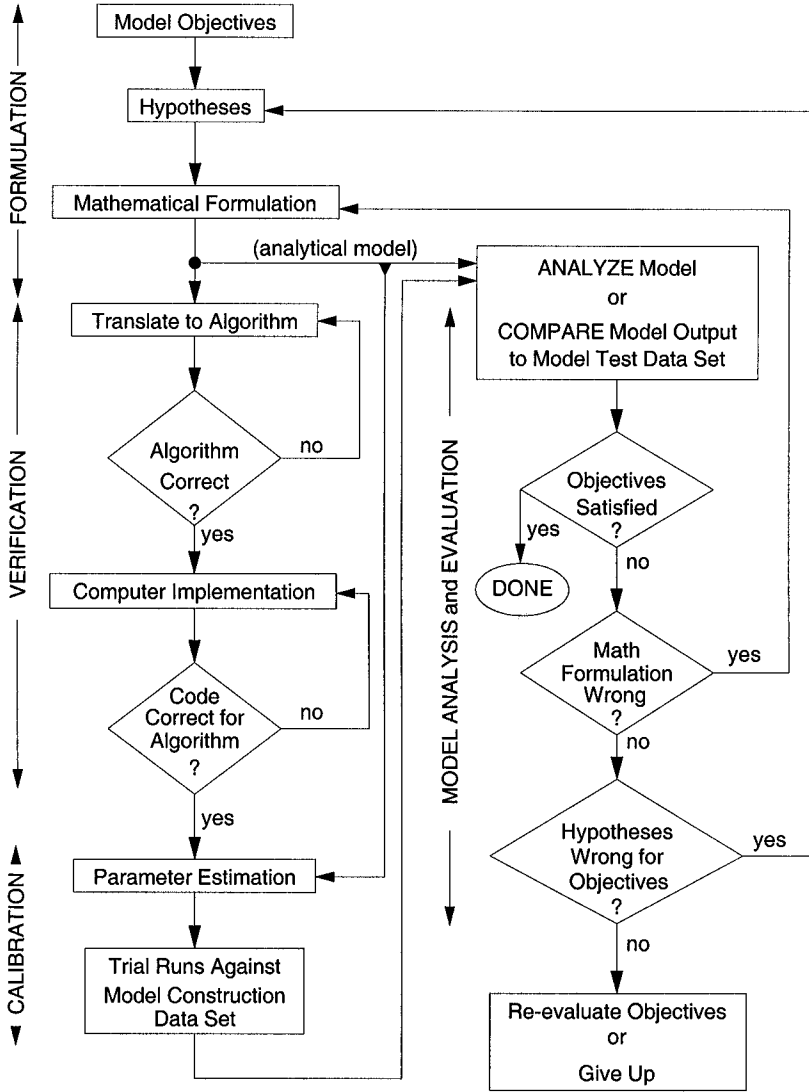 FORMULATION
VERIFICATION
CALIBRATION
Model Objectives
Hypotheses
Mathematical Formulation
(analytical model)
Translate to Algorithm
Algorithm
Correct
?
no
yes
Computer Implementation
Code
Correct for
Algorithm
?
no
yes
Parameter Estimation
Trial Runs Against
Model Construction
Data Set
MODEL ANALYSIS and EVALUATION
ANALYZE Model
or
COMPARE Model Output
to Model Test Data Set
Objectives
Satisfied
?
yes
no
DONE
Math
Formulation
Wrong
?
yes
no
Hypotheses
Wrong for
Objectives
?
yes
no
Re-evaluate Objectives
or
Give Up